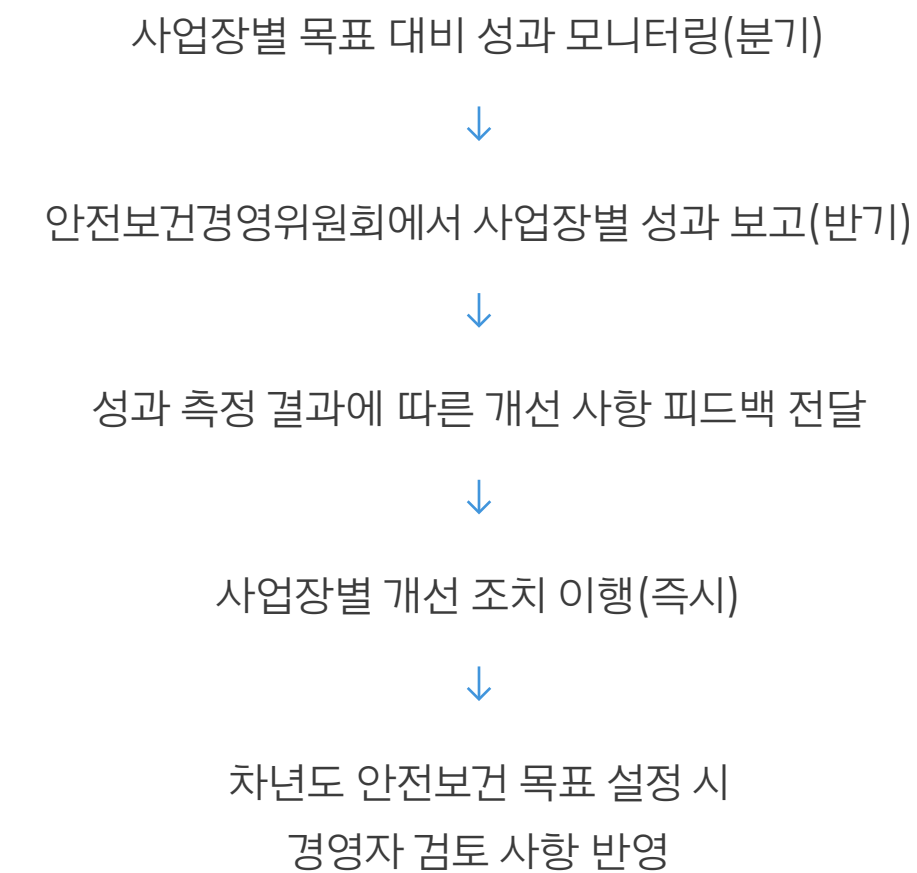 사업장별 목표 대비 성과 모니터링(분기)
↓
안전보건경영위원회에서 사업장별 성과 보고(반기)
↓
성과 측정 결과에 따른 개선 사항 피드백 전달
↓
사업장별 개선 조치 이행(즉시)
↓
차년도 안전보건 목표 설정 시
경영자 검토 사항 반영